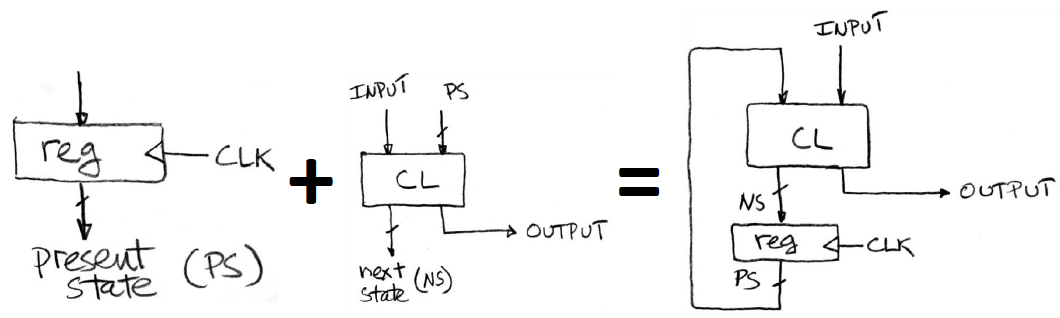 reg
CLK
present
state (PS)
+
INPUT PS
CL
OUTPUT
next
state (NS)
=
INPUT
CL
NS
OUTPUT
reg
CLK
PS